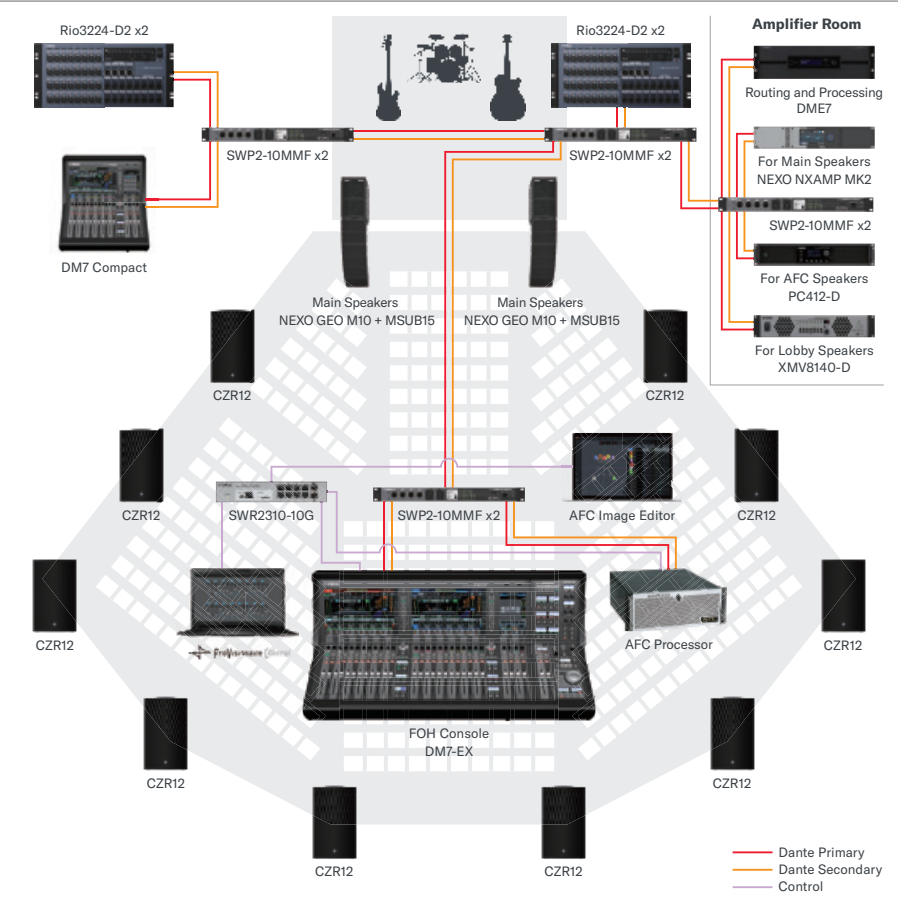 Rio3224-D2 x2
Rio3224-D2 x2
Amplifier Room
Routing and Processing
DME7
SWP2-10MMF x2
SWP2-10MMF x2
For Main Speakers
NEXO NXAMP MK2
SWP2-10MMF x2
DM7 Compact
For AFC Speakers
PC412-D
Main Speakers
NEXO GEO M10 + MSUB15
Main Speakers
NEXO GEO M10 + MSUB15
For Lobby Speakers
XMV8140-D
CZR12
CZR12
CZR12
SWR2310-10G
SWP2-10MMF x2
AFC Image Editor
CZR12
CZR12
ProVisionaire Control
AFC Processor
CZR12
FOH Console
DM7-EX
CZR12
CZR12
CZR12
CZR12
Dante Primary
Dante Secondary
Control